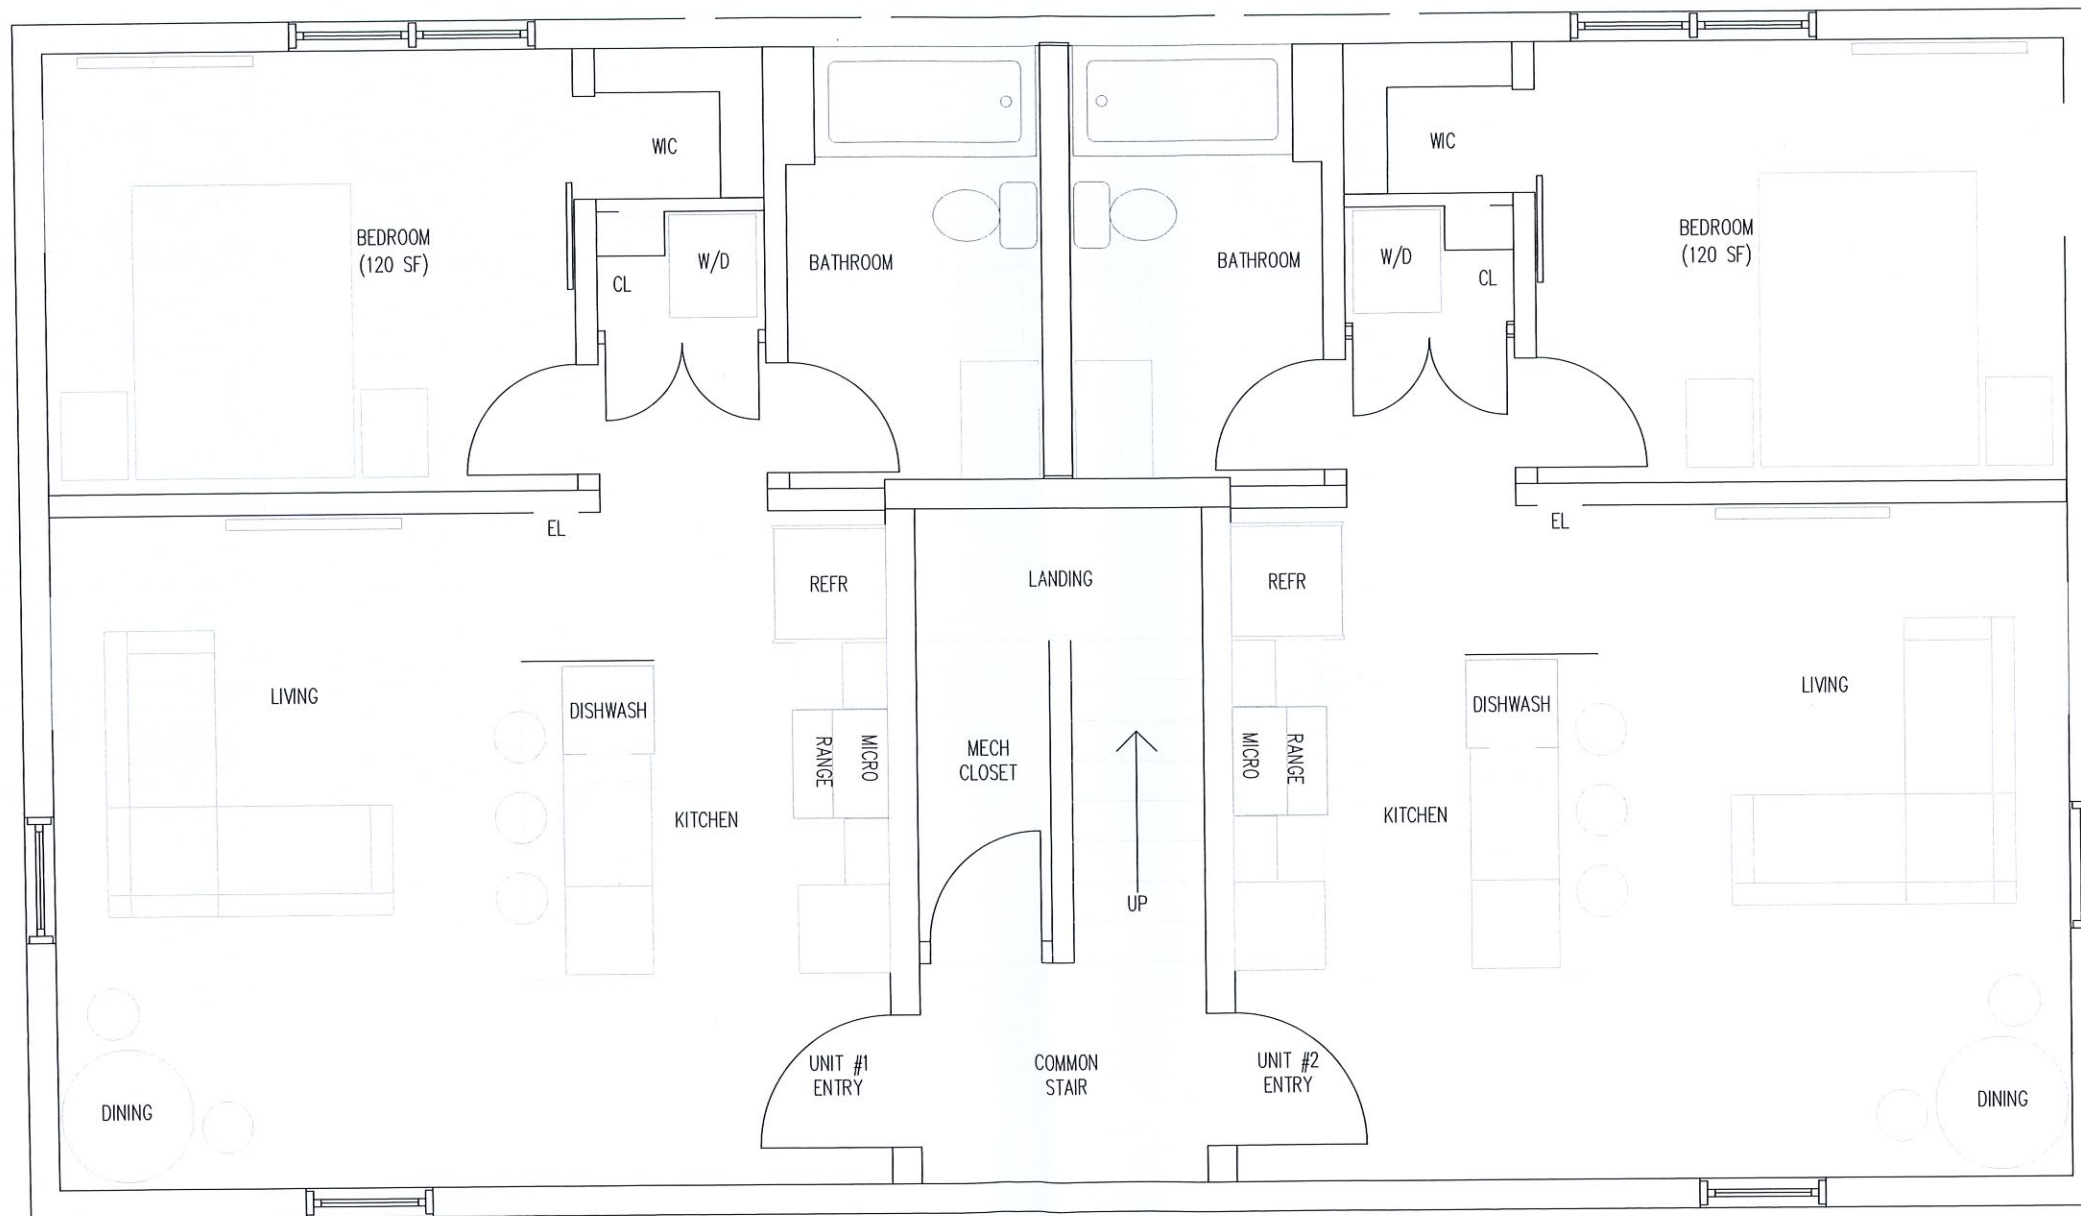 WIC
WIC
BEDROOM
(120 SF)
CL
W/D
BATHROOM
BATHROOM
W/D
CL
BEDROOM
(120 SF)
EL
REFR
LANDING
REFR
EL
LIVING
DISHWASH
RANGE
MICRO
MECH
CLOSET
MICRO
RANGE
DISHWASH
LIVING
KITCHEN
KITCHEN
UP
UNIT #1
ENTRY
COMMON
STAIR
UNIT #2
ENTRY
DINING
DINING